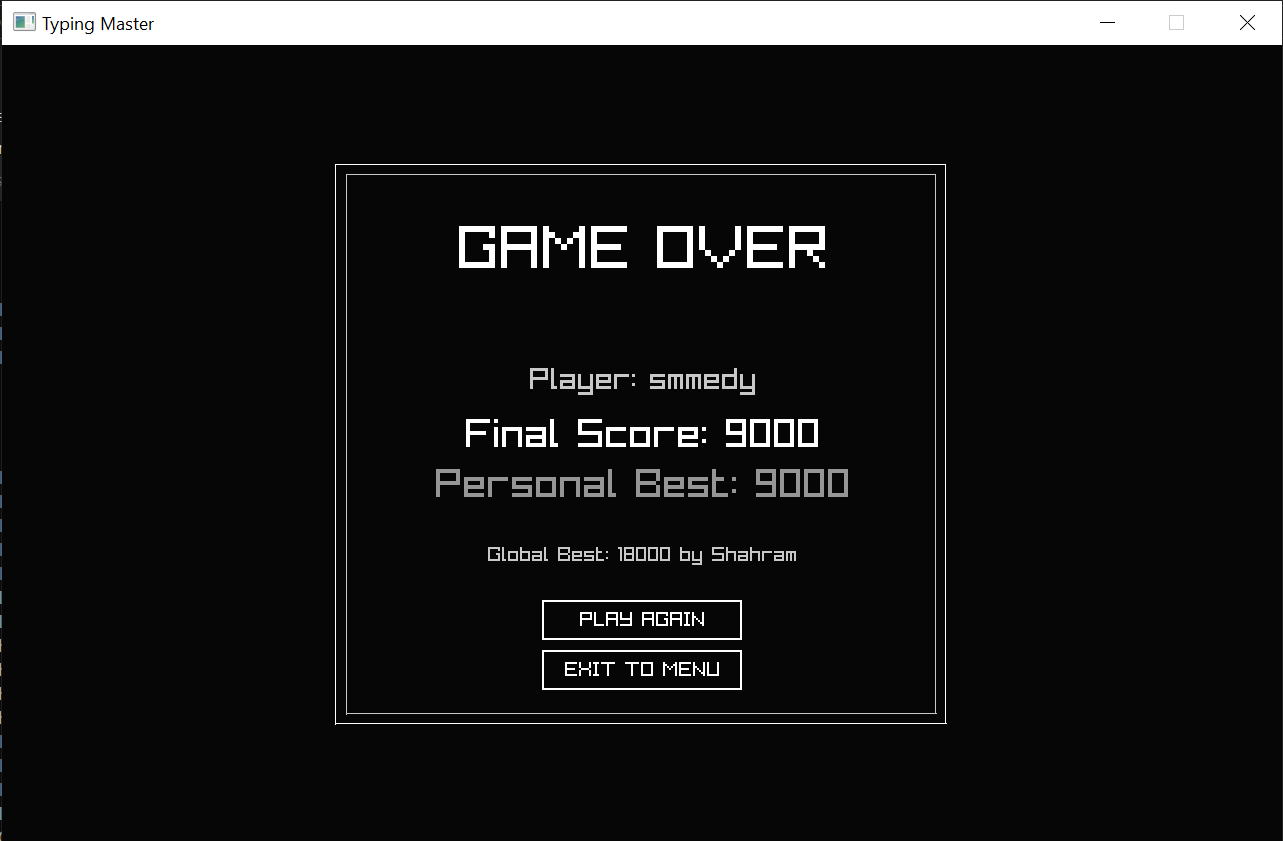 Typing Master
GAME OVER
Player: smmedy
Final Score: 9000
Personal Best: 9000
Global Best: 18000 by Shahram
PLAY AGAIN
EXIT TO MENU